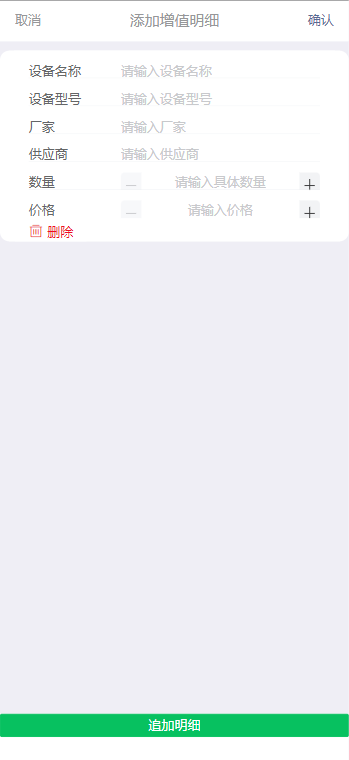 取消 添加增值明细 确认
设备名称 请输入设备名称
设备型号 请输入设备型号
厂家 请输入厂家
供应商 请输入供应商
数量 － 请输入具体数量 ＋
价格 － 请输入价格 ＋
删除
追加明细